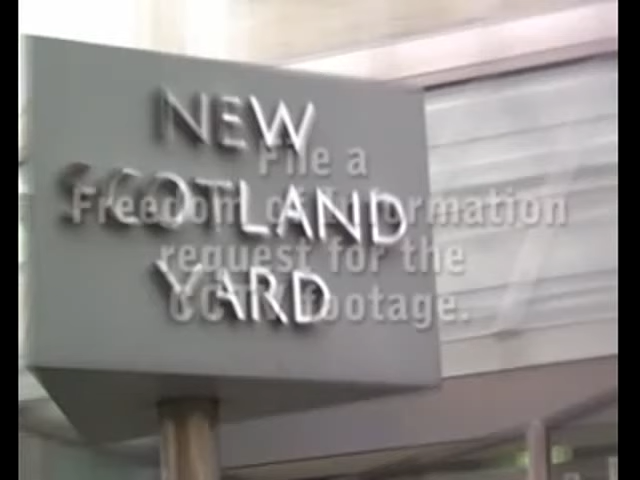 NEW
SCOTLAND
YARD
File a
Freedom of Information
request for the
CCTV footage.